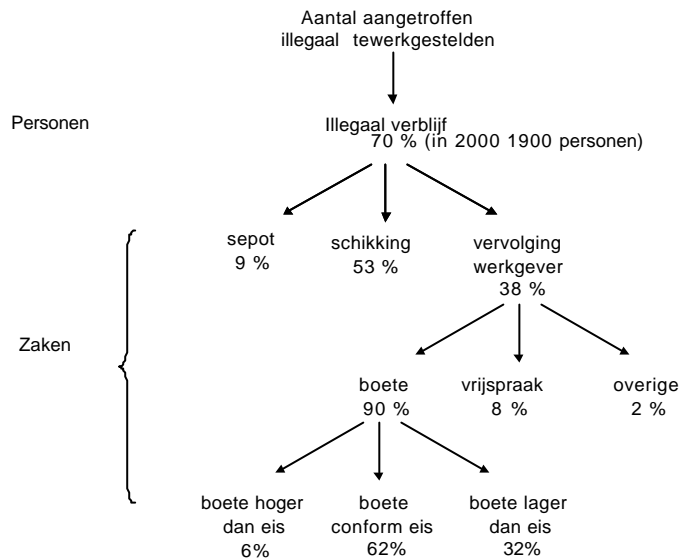 Aantal aangetroffen
illegaal tewerkgestelden
Personen
Illegaal verblijf
70 % (in 2000 1900 personen)
sepot
9 %
schikking
53 %
vervolging
werkgever
38 %
Zaken
boete
90 %
vrijspraak
8 %
overige
2 %
boete hoger
dan eis
6%
boete
conform eis
62%
boete lager
dan eis
32%